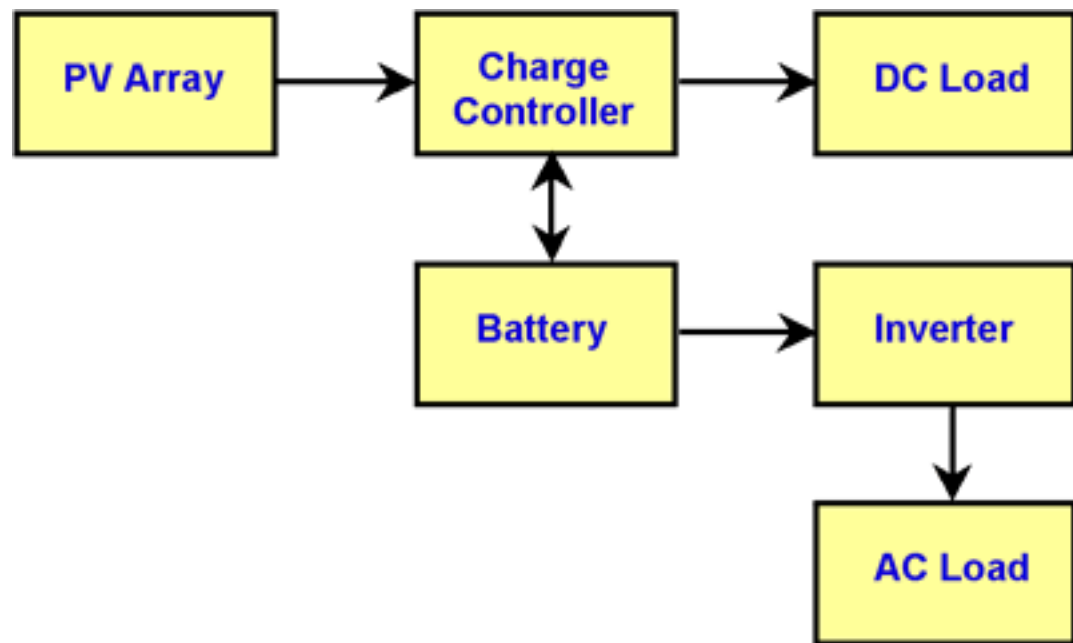 PV Array
Charge
Controller
DC Load
Battery
Inverter
AC Load